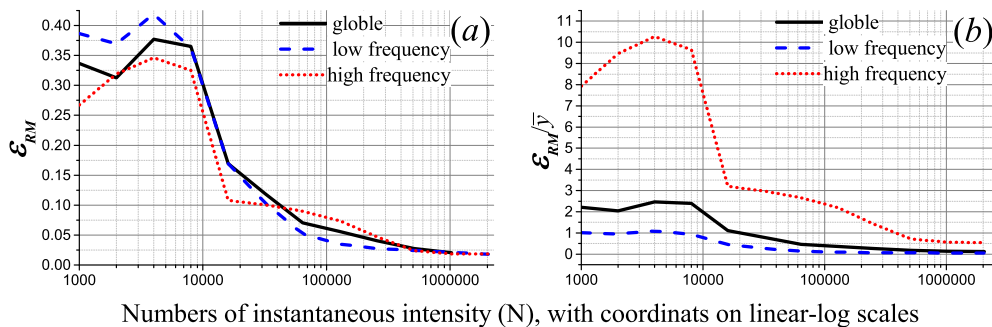 (a)
globle
low frequency
high frequency
0.40
0.35
0.30
0.25
0.20
0.15
0.10
0.05
0.00
ε_RM
1000 10000 100000 1000000
(b)
globle
low frequency
high frequency
11
10
9
8
7
6
5
4
3
2
1
0
ε_RM/ȳ
1000 10000 100000 1000000
Numbers of instantaneous intensity (N), with coordinats on linear-log scales